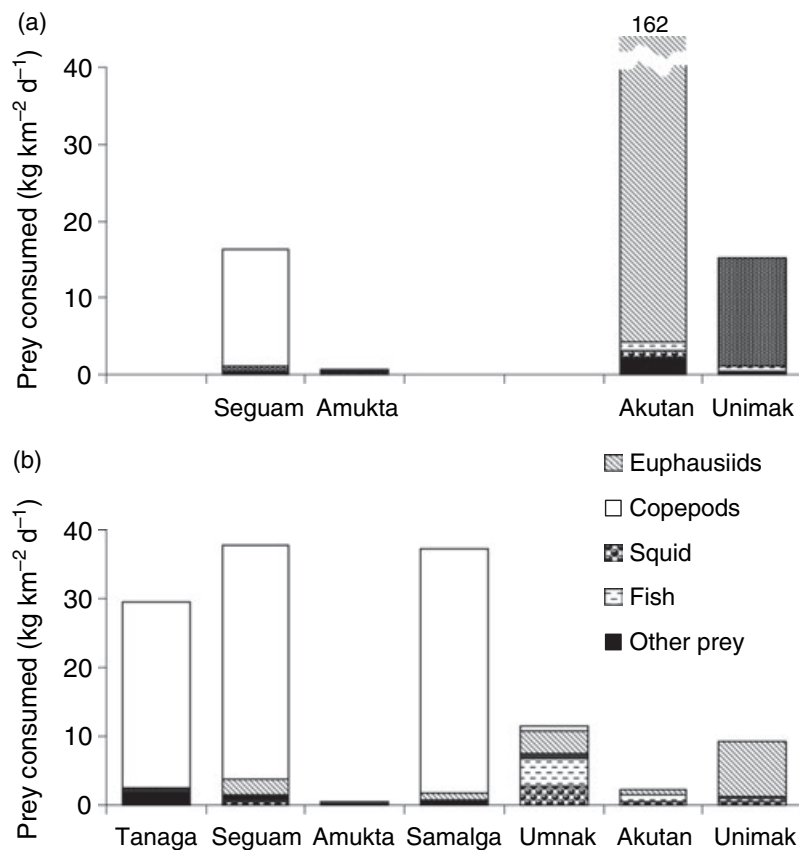 (a)
162
40
30
20
10
0
Prey consumed (kg km⁻² d⁻¹)
Seguam Amukta Akutan Unimak
(b)
Euphausiids
Copepods
Squid
Fish
Other prey
40
30
20
10
0
Prey consumed (kg km⁻² d⁻¹)
Tanaga Seguam Amukta Samalga Umnak Akutan Unimak